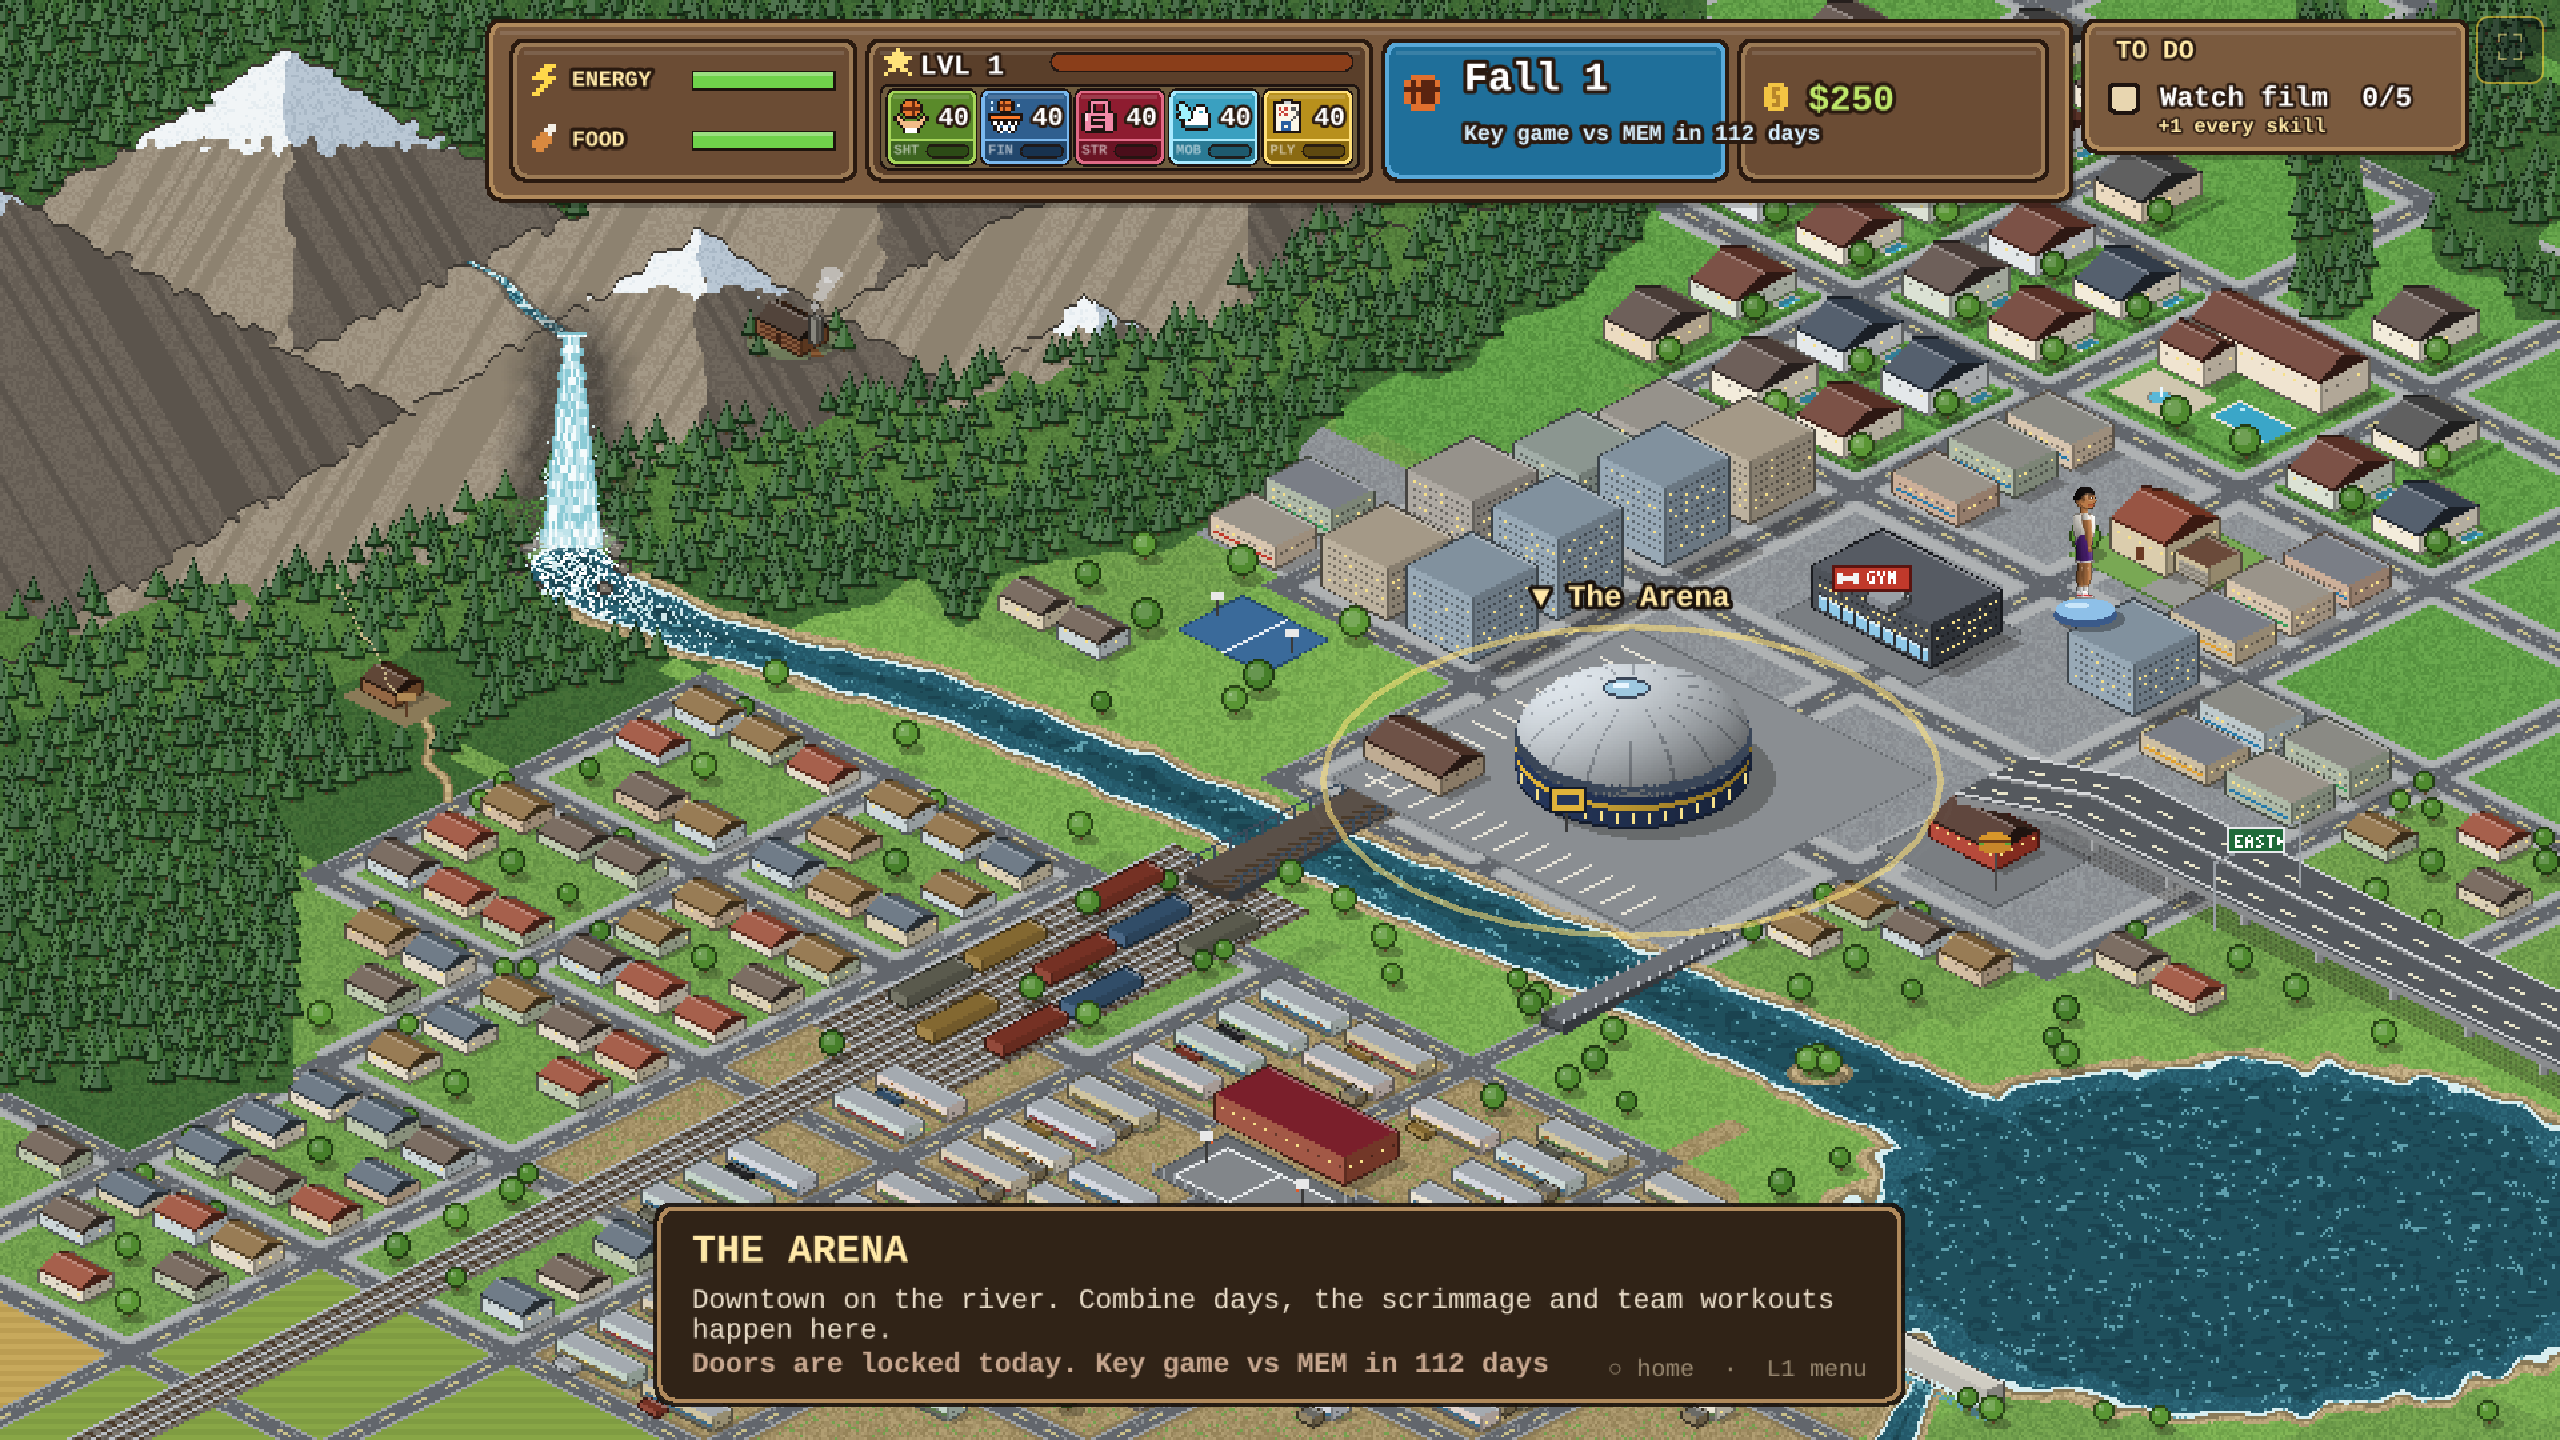 ENERGY
FOOD
LVL 1
40 40 40 40 40
SHT FIN STR MOB PLY
Fall 1
Key game vs MEM in 112 days
$250
TO DO
Watch film 0/5
+1 every skill
GYM
▼ The Arena
EAST
THE ARENA
Downtown on the river. Combine days, the scrimmage and team workouts
happen here.
Doors are locked today. Key game vs MEM in 112 days
○ home · L1 menu